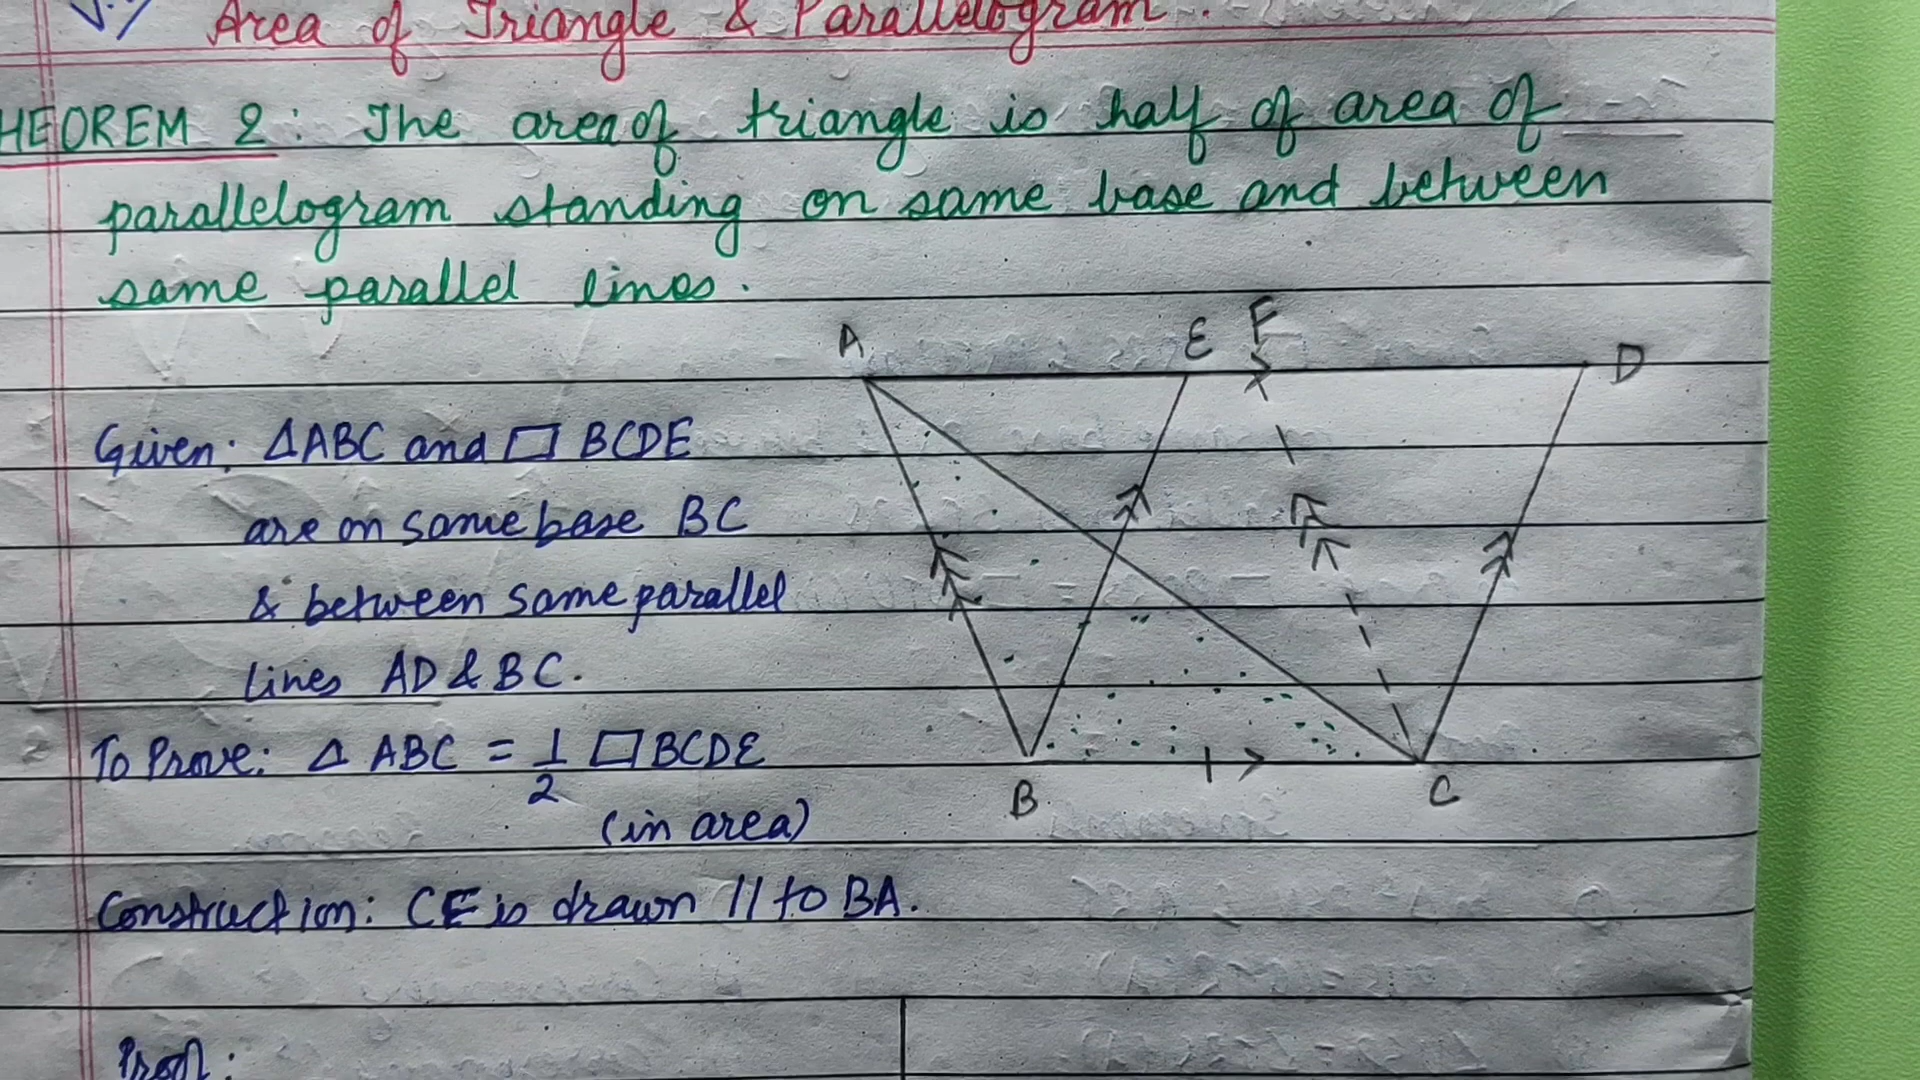 Area of Triangle & Parallelogram.
HEOREM 2: The area of triangle is half of area of
parallelogram standing on same base and between
same parallel lines.
A E F D
Given: ΔABC and ▱ BCDE
are on same base BC
& between same parallel
lines AD & BC.
To Prove: Δ ABC = 1/2 ▱ BCDE
B C
(in area)
Construction: CF is drawn // to BA.
Proof: